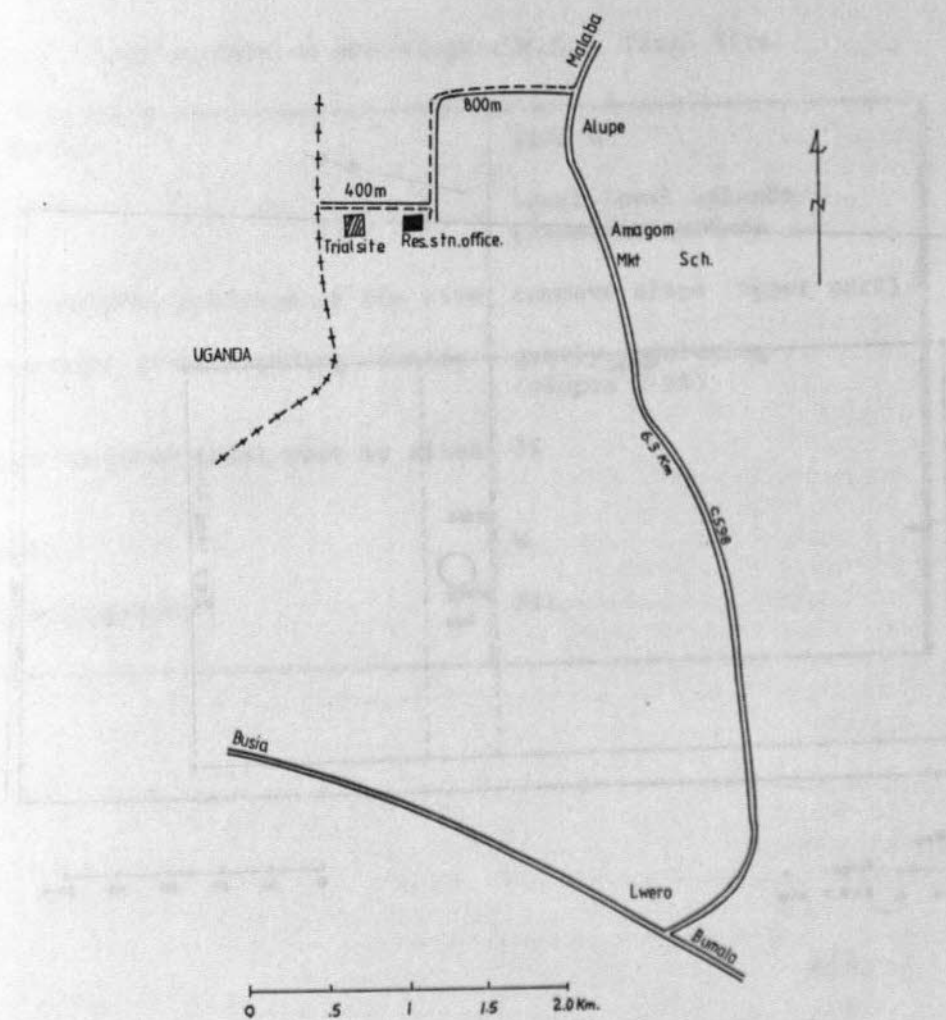 Malaba
800m
Alupe
400m
N
Trial site
Res.stn.office.
Amagom
Mkt Sch.
UGANDA
6.5 Km
C598
Busia
Lwero
Bumala
0 .5 1 1.5 2.0 Km.